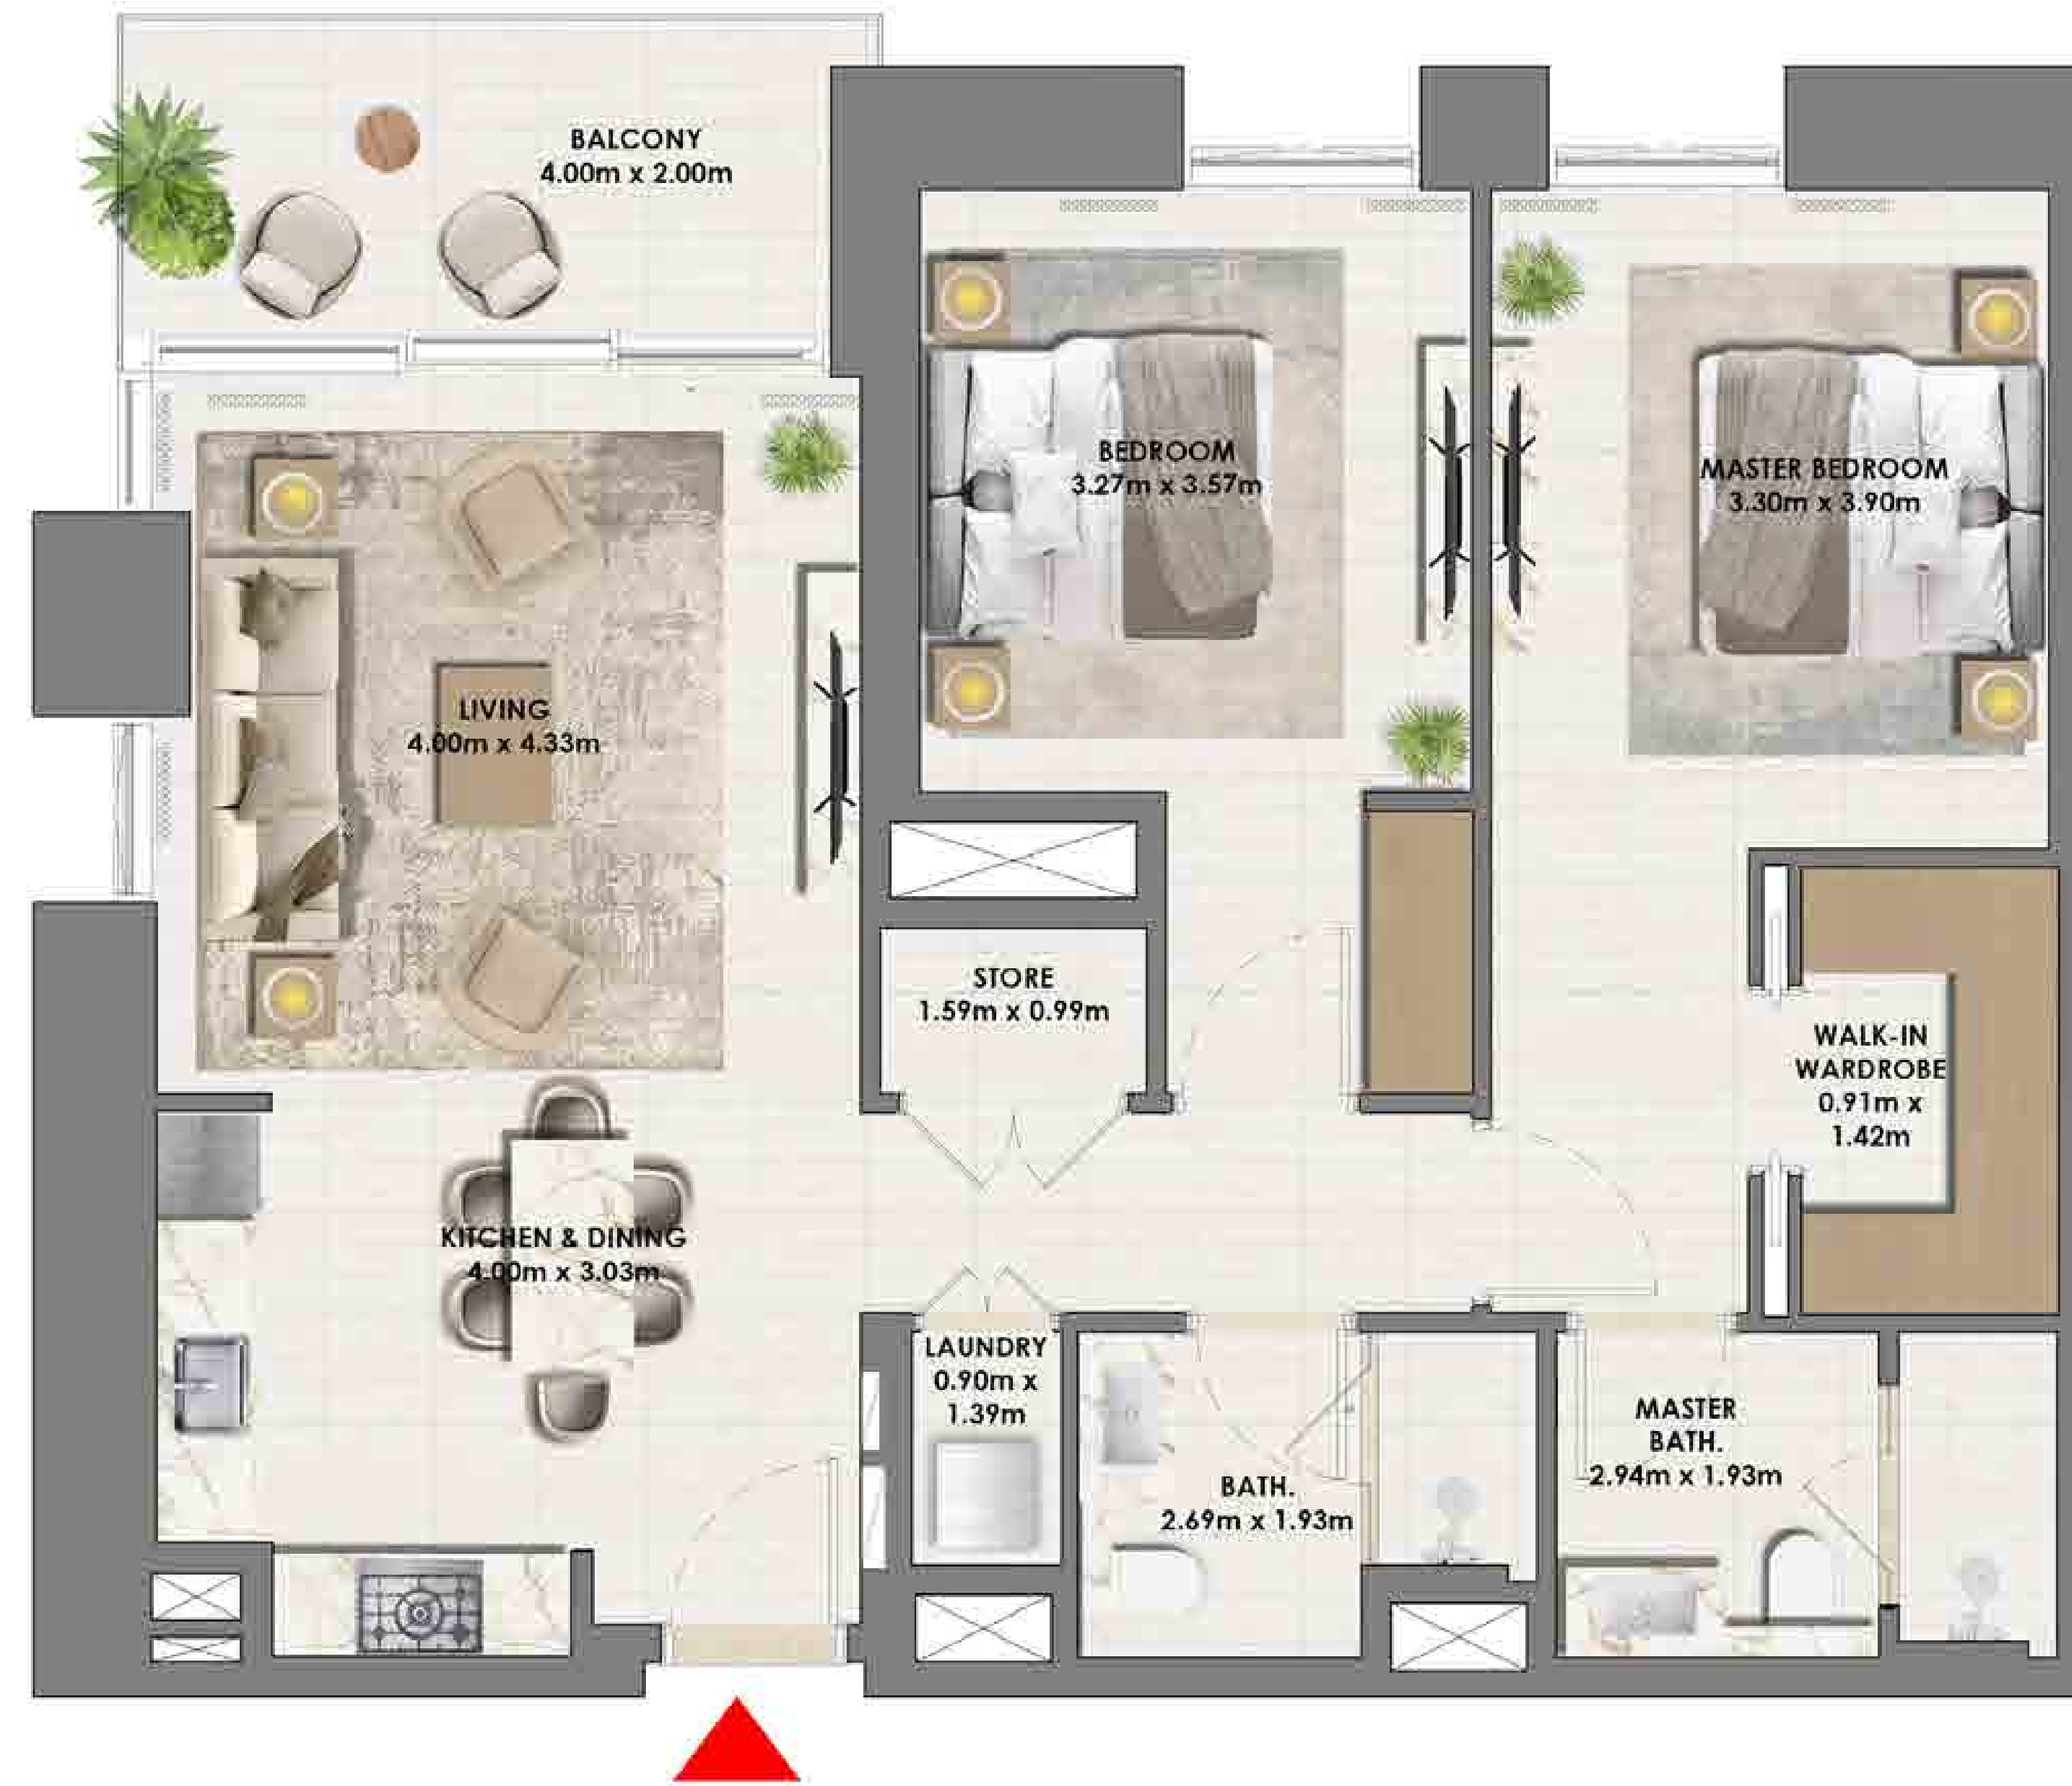 BALCONY
4.00m x 2.00m
BEDROOM
3.27m x 3.57m
MASTER BEDROOM
3.30m x 3.90m
LIVING
4.00m x 4.33m
STORE
1.59m x 0.99m
WALK-IN
WARDROBE
0.91m x
1.42m
KITCHEN & DINING
4.00m x 3.03m
LAUNDRY
0.90m x
1.39m
BATH.
2.69m x 1.93m
MASTER
BATH.
2.94m x 1.93m